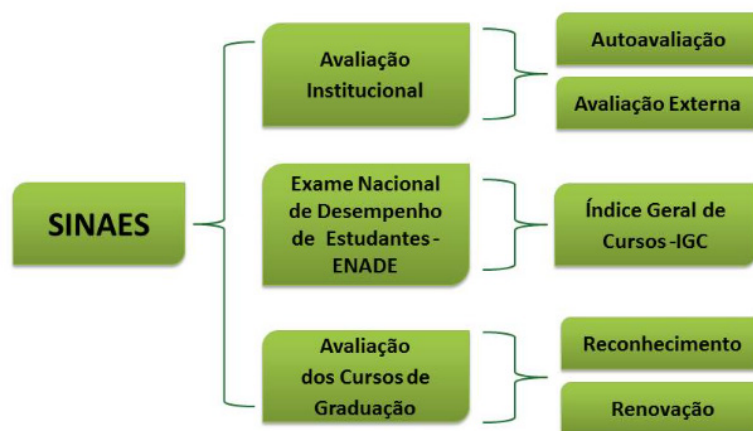 SINAES
Avaliação
Institucional
Autoavaliação
Avaliação Externa
Exame Nacional
de Desempenho
de Estudantes-
ENADE
Índice Geral de
Cursos -IGC
Avaliação
dos Cursos de
Graduação
Reconhecimento
Renovação